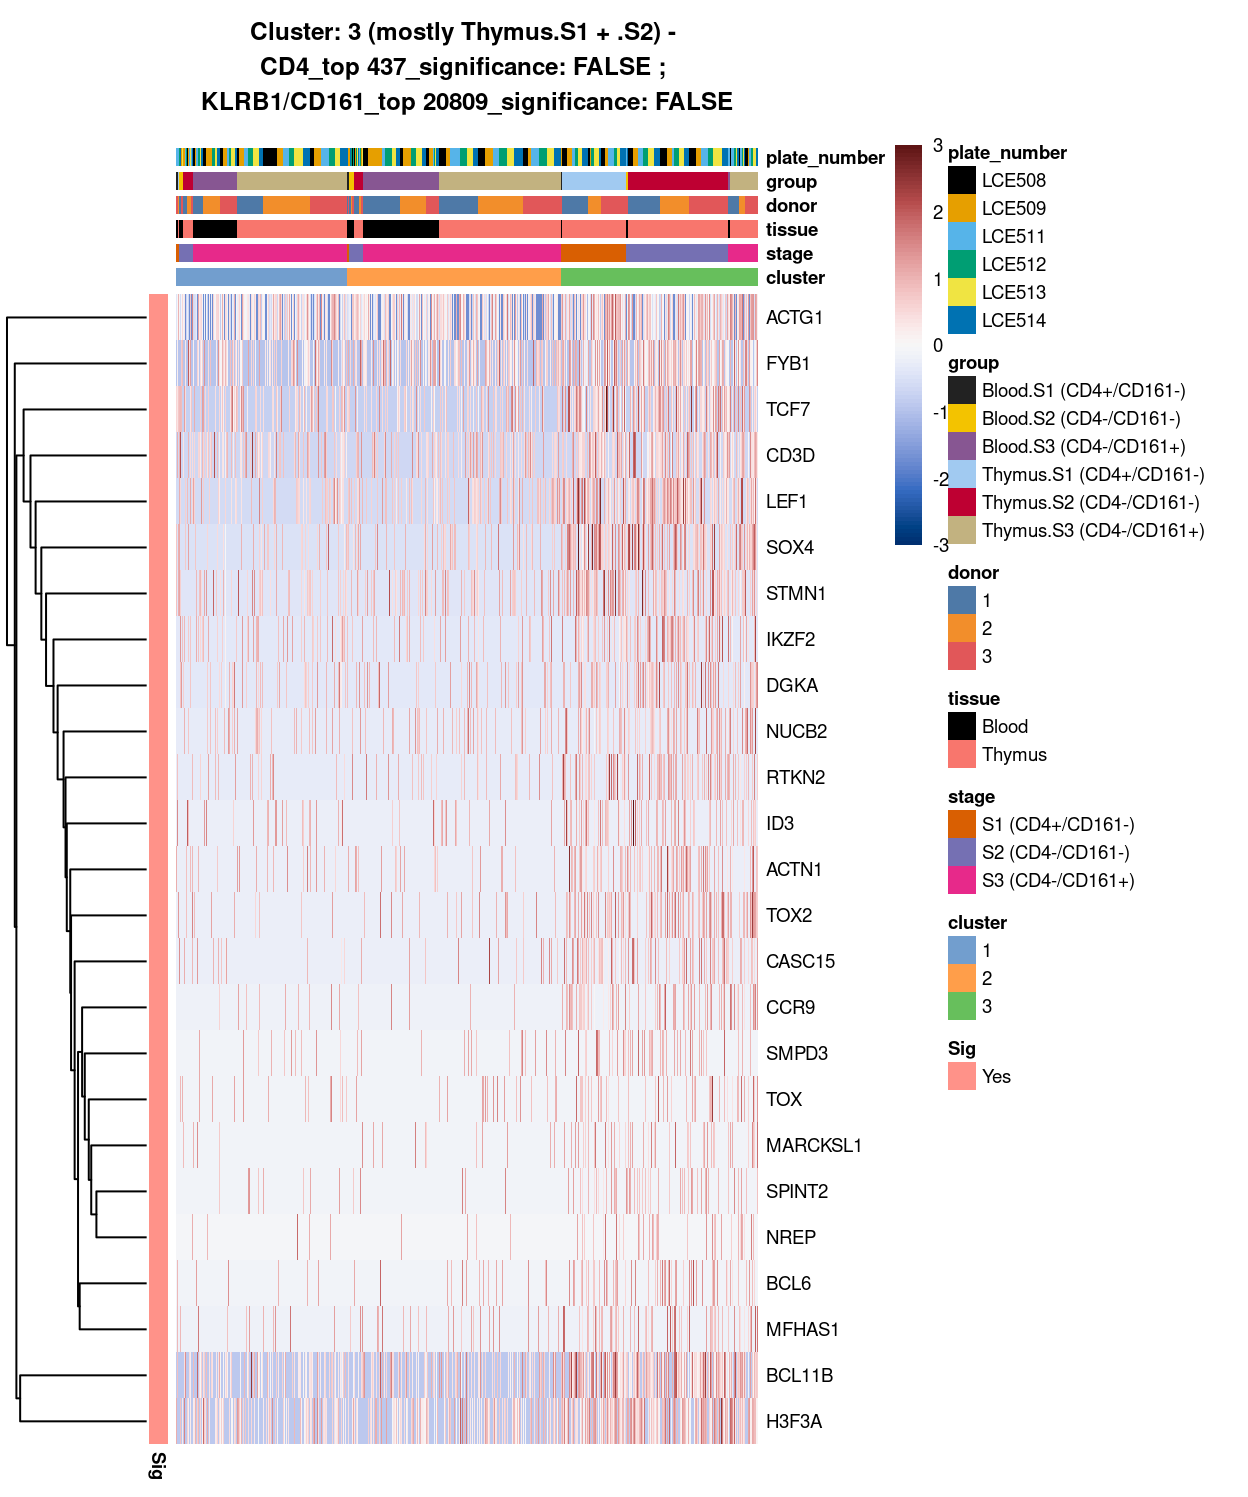 Cluster: 3 (mostly Thymus.S1 + .S2) -
CD4_top 437_significance: FALSE ;
KLRB1/CD161_top 20809_significance: FALSE
plate_number
group
donor
tissue
stage
cluster
ACTG1
FYB1
TCF7
CD3D
LEF1
SOX4
STMN1
IKZF2
DGKA
NUCB2
RTKN2
ID3
ACTN1
TOX2
CASC15
CCR9
SMPD3
TOX
MARCKSL1
SPINT2
NREP
BCL6
MFHAS1
BCL11B
H3F3A
Sig
3
2
1
0
-1
-2
-3
plate_number
LCE508
LCE509
LCE511
LCE512
LCE513
LCE514
group
Blood.S1 (CD4+/CD161-)
Blood.S2 (CD4-/CD161-)
Blood.S3 (CD4-/CD161+)
Thymus.S1 (CD4+/CD161-)
Thymus.S2 (CD4-/CD161-)
Thymus.S3 (CD4-/CD161+)
donor
1
2
3
tissue
Blood
Thymus
stage
S1 (CD4+/CD161-)
S2 (CD4-/CD161-)
S3 (CD4-/CD161+)
cluster
1
2
3
Sig
Yes